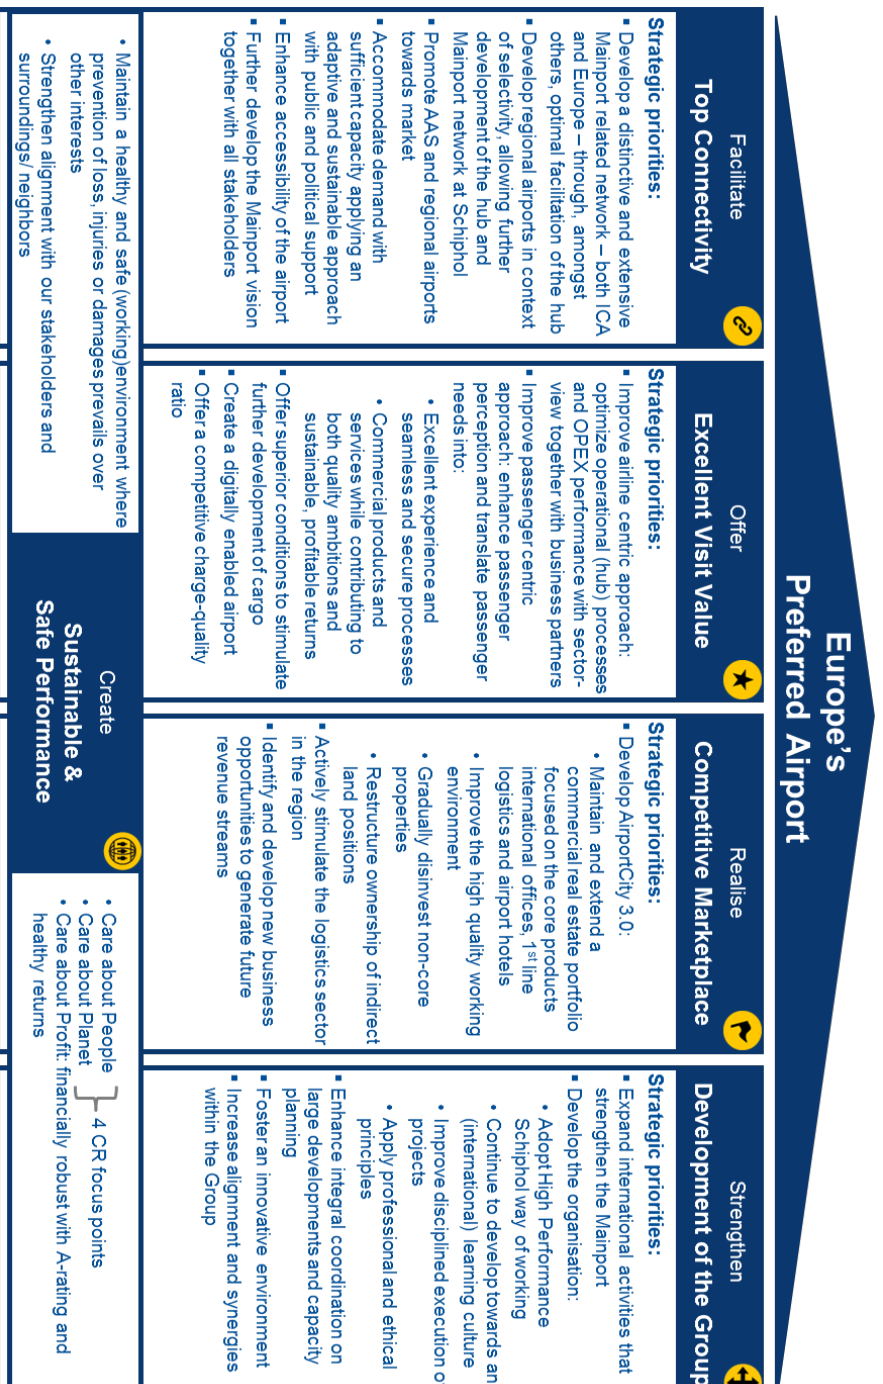 Europe's
Preferred Airport
Facilitate
Top Connectivity
Strategic priorities:
▪ Develop a distinctive and extensive
Mainport related network – both ICA
and Europe – through, amongst
others, optimal facilitation of the hub
▪ Develop regional airports in context
of selectivity, allowing further
development of the hub and
Mainport network at Schiphol
▪ Promote AAS and regional airports
towards market
▪ Accommodate demand with
sufficient capacity applying an
adaptive and sustainable approach
with public and political support
▪ Enhance accessibility of the airport
▪ Further develop the Mainport vision
together with all stakeholders
Offer
Excellent Visit Value
Strategic priorities:
▪ Improve airline centric approach:
optimize operational (hub) processes
and OPEX performance with sector-
view together with business partners
▪ Improve passenger centric
approach: enhance passenger
perception and translate passenger
needs into:
• Excellent experience and
seamless and secure processes
• Commercial products and
services while contributing to
both quality ambitions and
sustainable, profitable returns
▪ Offer superior conditions to stimulate
further development of cargo
▪ Create a digitally enabled airport
▪ Offer a competitive charge-quality
ratio
Realise
Competitive Marketplace
Strategic priorities:
▪ Develop AirportCity 3.0:
• Maintain and extend a
commercial real estate portfolio
focused on the core products
international offices, 1st line
logistics and airport hotels
• Improve the high quality working
environment
• Gradually disinvest non-core
properties
• Restructure ownership of indirect
land positions
▪ Actively stimulate the logistics sector
in the region
▪ Identify and develop new business
opportunities to generate future
revenue streams
Strengthen
Development of the Group
Strategic priorities:
▪ Expand international activities that
strengthen the Mainport
▪ Develop the organisation:
• Adopt High Performance
Schiphol way of working
• Continue to develop towards an
(international) learning culture
• Improve disciplined execution o
projects
• Apply professional and ethical
principles
▪ Enhance integral coordination on
large developments and capacity
planning
▪ Foster an innovative environment
▪ Increase alignment and synergies
within the Group
• Maintain a healthy and safe (working)environment where
prevention of loss, injuries or damages prevails over
other interests
• Strengthen alignment with our stakeholders and
surroundings/ neighbors
Create
Sustainable &
Safe Performance
• Care about People
• Care about Planet
4 CR focus points
• Care about Profit: financially robust with A-rating and
healthy returns